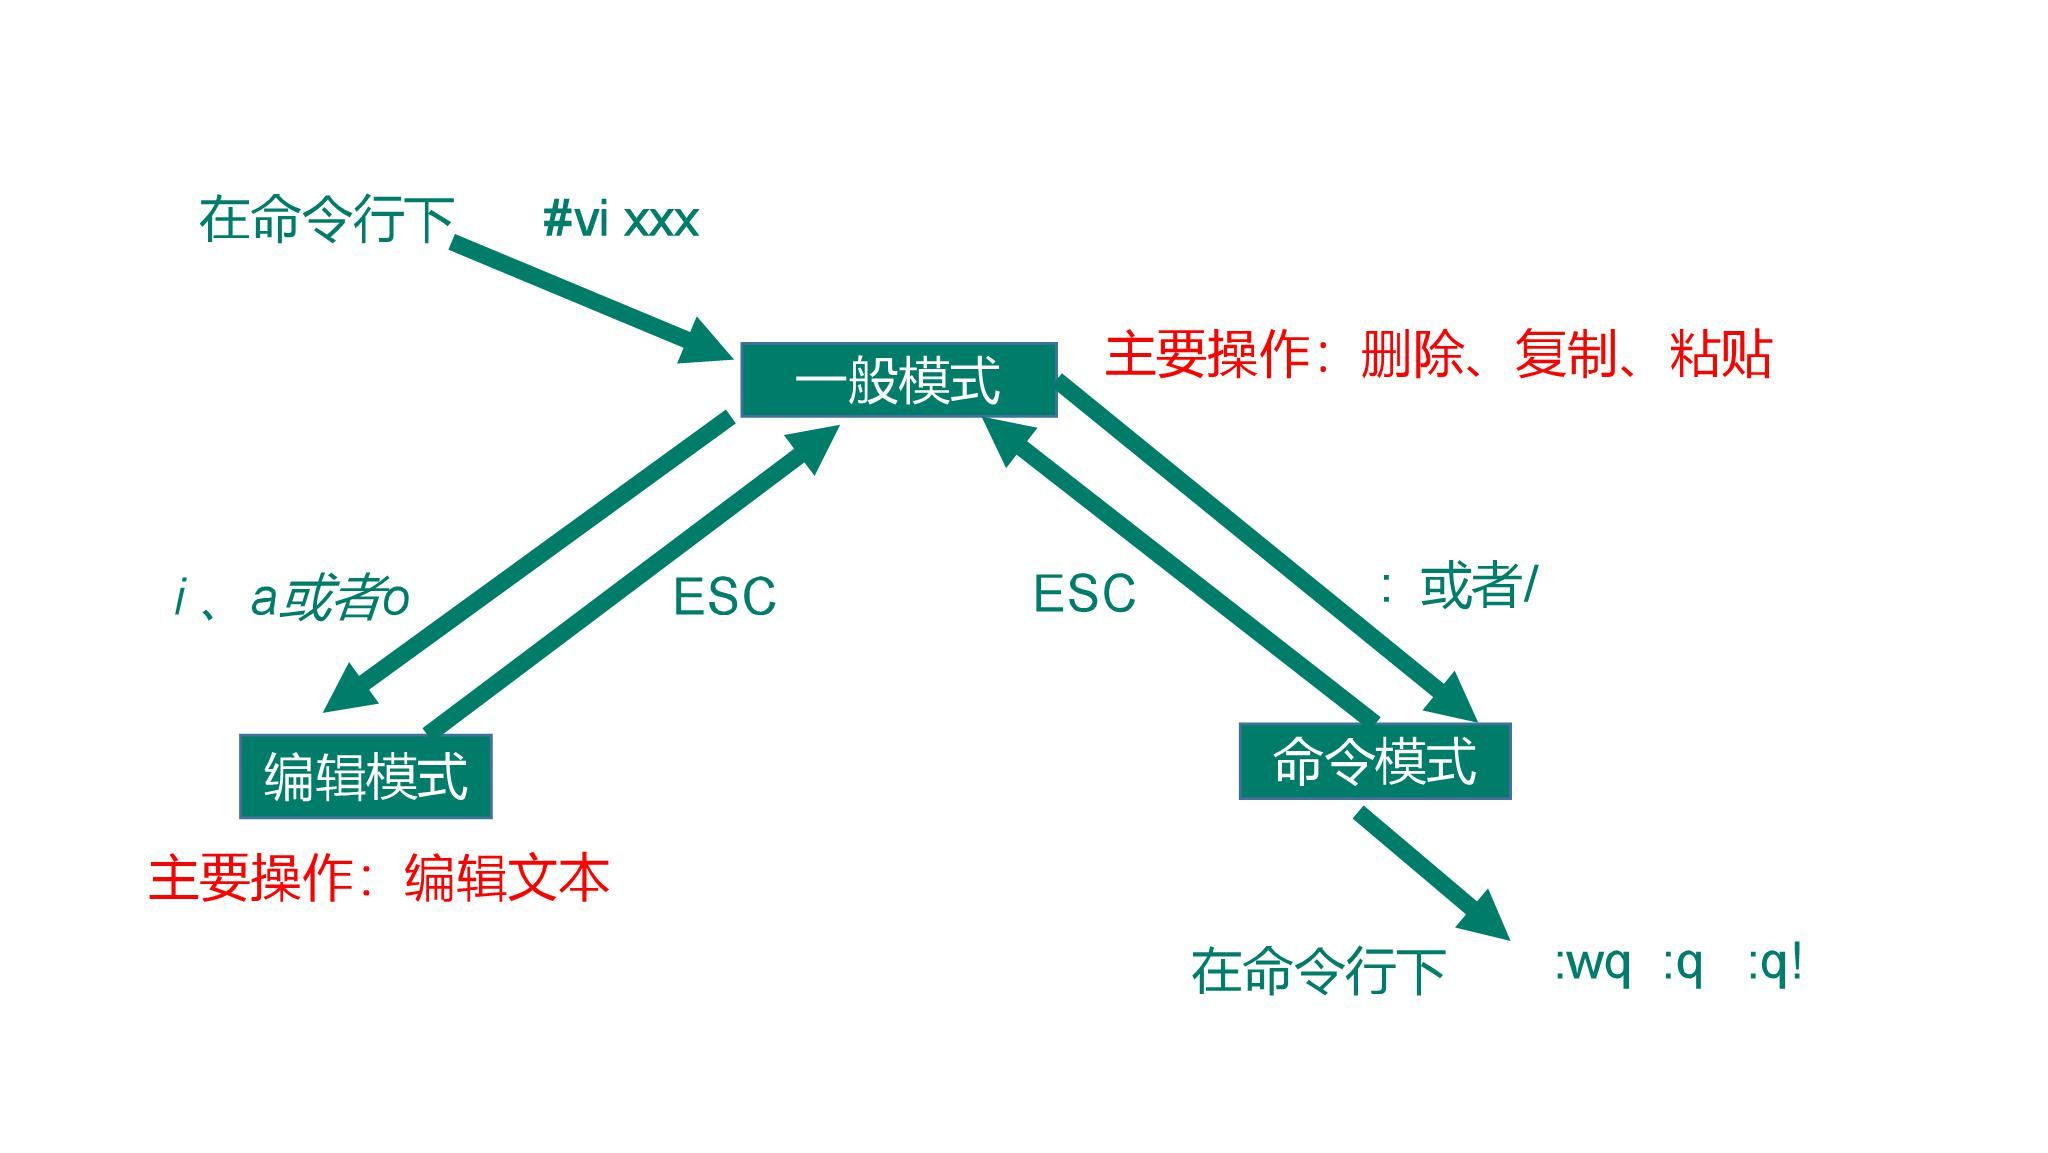 在命令行下 #vi xxx
主要操作：删除、复制、粘贴
一般模式
i 、a或者o
ESC
ESC
: 或者/
编辑模式
命令模式
主要操作：编辑文本
在命令行下 :wq :q :q!